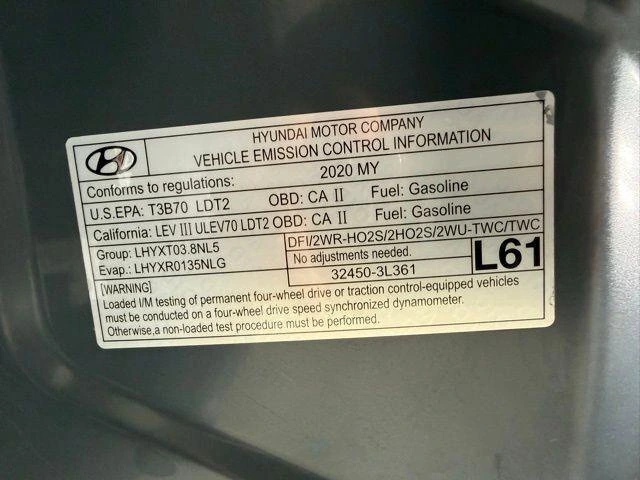 HYUNDAI MOTOR COMPANY
VEHICLE EMISSION CONTROL INFORMATION
Conforms to regulations: 2020 MY
U.S.EPA: T3B70 LDT2 OBD: CA II Fuel: Gasoline
California: LEV III ULEV70 LDT2 OBD: CA II Fuel: Gasoline
Group: LHYXT03.8NL5
Evap.: LHYXR0135NLG
DFI/2WR-HO2S/2HO2S/2WU-TWC/TWC
No adjustments needed.
32450-3L361
L61
[WARNING]
Loaded I/M testing of permanent four-wheel drive or traction control-equipped vehicles
must be conducted on a four-wheel drive speed synchronized dynamometer.
Otherwise,a non-loaded test procedure must be performed.